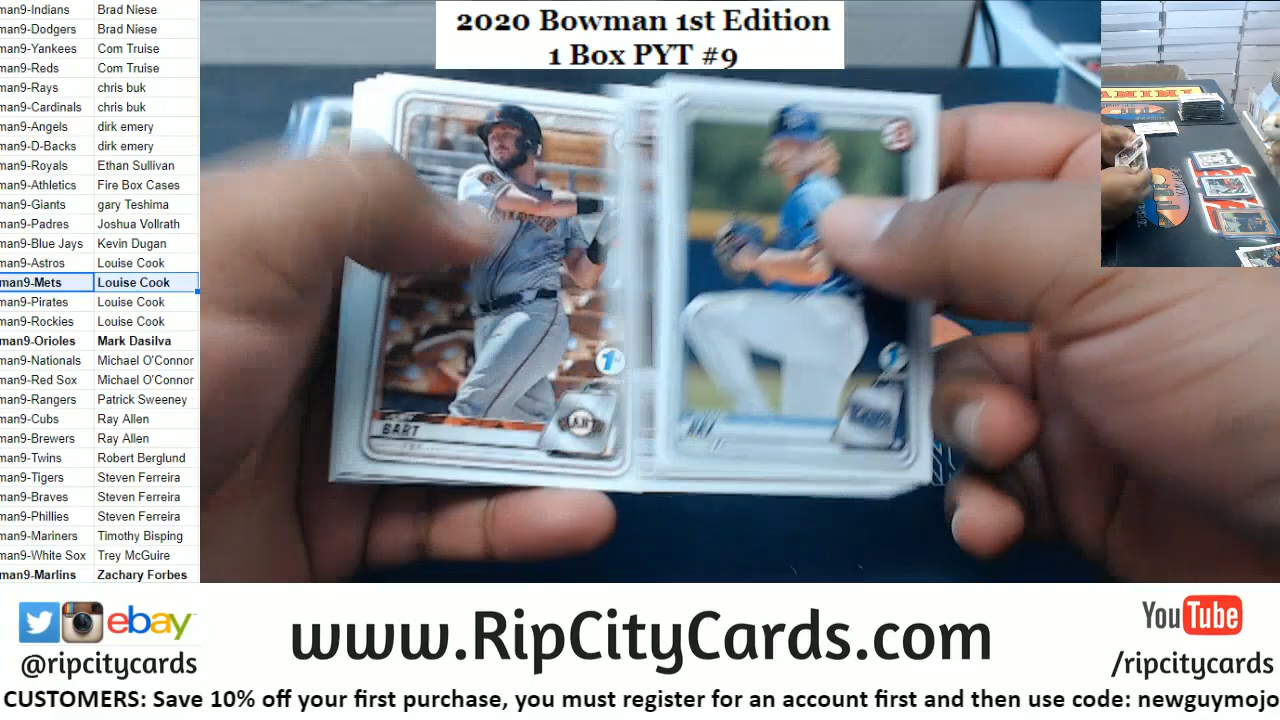 2020 Bowman 1st Edition
1 Box PYT #9
man9-Indians Brad Niese
man9-Dodgers Brad Niese
man9-Yankees Com Truise
man9-Reds Com Truise
man9-Rays chris buk
man9-Cardinals chris buk
man9-Angels dirk emery
man9-D-Backs dirk emery
man9-Royals Ethan Sullivan
man9-Athletics Fire Box Cases
man9-Giants gary Teshima
man9-Padres Joshua Vollrath
man9-Blue Jays Kevin Dugan
man9-Astros Louise Cook
man9-Mets Louise Cook
man9-Pirates Louise Cook
man9-Rockies Louise Cook
man9-Orioles Mark Dasilva
man9-Nationals Michael O'Connor
man9-Red Sox Michael O'Connor
man9-Rangers Patrick Sweeney
man9-Cubs Ray Allen
man9-Brewers Ray Allen
man9-Twins Robert Berglund
man9-Tigers Steven Ferreira
man9-Braves Steven Ferreira
man9-Phillies Steven Ferreira
man9-Mariners Timothy Bisping
man9-White Sox Trey McGuire
man9-Marlins Zachary Forbes
BART
1st
1st
PANINI
ebay
@ripcitycards
www.RipCityCards.com
YouTube
/ripcitycards
CUSTOMERS: Save 10% off your first purchase, you must register for an account first and then use code: newguymojo